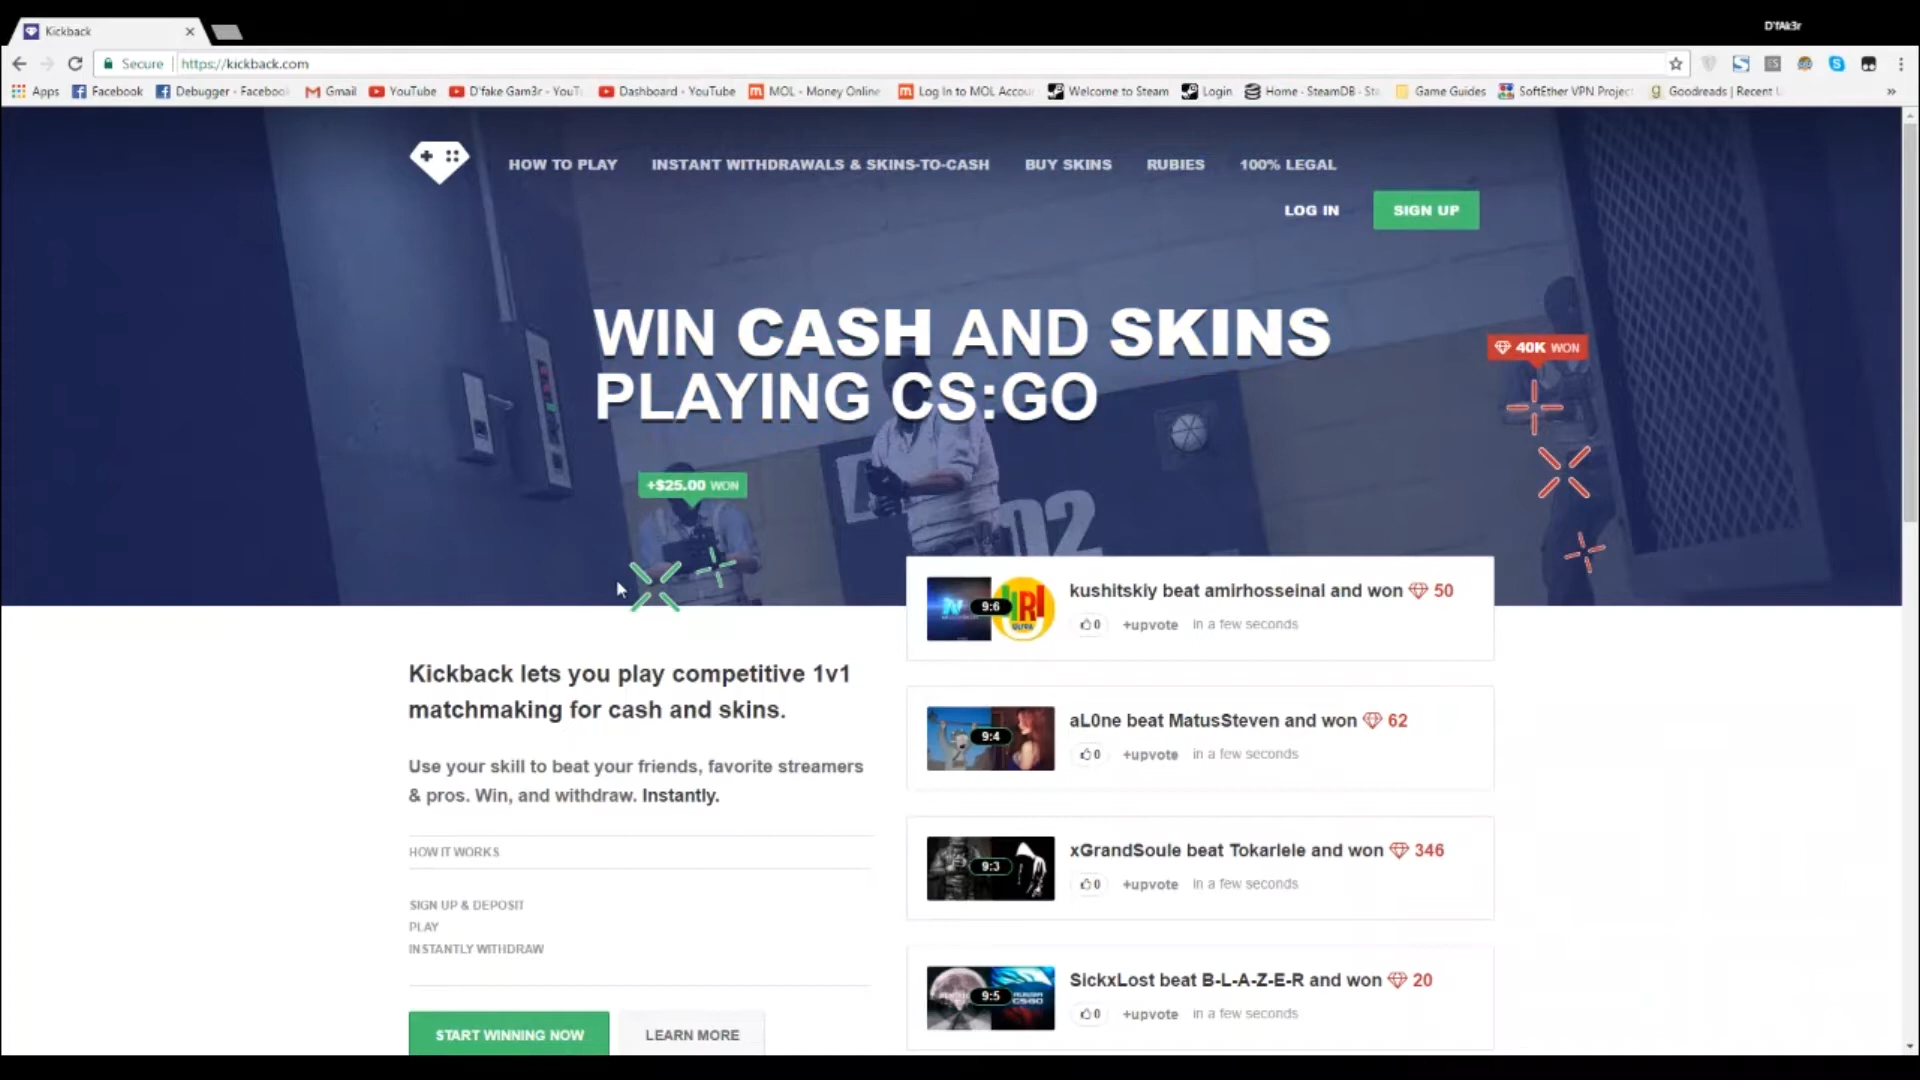 D'fAk3r
Kickback
Secure
https://kickback.com
Apps
Facebook
Debugger - Faceboo
Gmail
YouTube
D'fake Gam3r - YouT
Dashboard - YouTube
MOL - Money Online
Log In to MOL Accou
Welcome to Steam
Login
Home · SteamDB · St
Game Guides
SoftEther VPN Projec
Goodreads | Recent U
HOW TO PLAY
INSTANT WITHDRAWALS & SKINS-TO-CASH
BUY SKINS
RUBIES
100% LEGAL
LOG IN
SIGN UP
WIN CASH AND SKINS
PLAYING CS:GO
40K WON
+$25.00 WON
02
Kickback lets you play competitive 1v1
matchmaking for cash and skins.
Use your skill to beat your friends, favorite streamers
& pros. Win, and withdraw. Instantly.
HOW IT WORKS
SIGN UP & DEPOSIT
PLAY
INSTANTLY WITHDRAW
START WINNING NOW
LEARN MORE
9:6
kushitskiy beat amirhosseinal and won 50
0
+upvote
in a few seconds
9:4
aL0ne beat MatusSteven and won 62
0
+upvote
in a few seconds
9:3
xGrandSoule beat Tokarlele and won 346
0
+upvote
in a few seconds
9:5
SickxLost beat B-L-A-Z-E-R and won 20
0
+upvote
in a few seconds